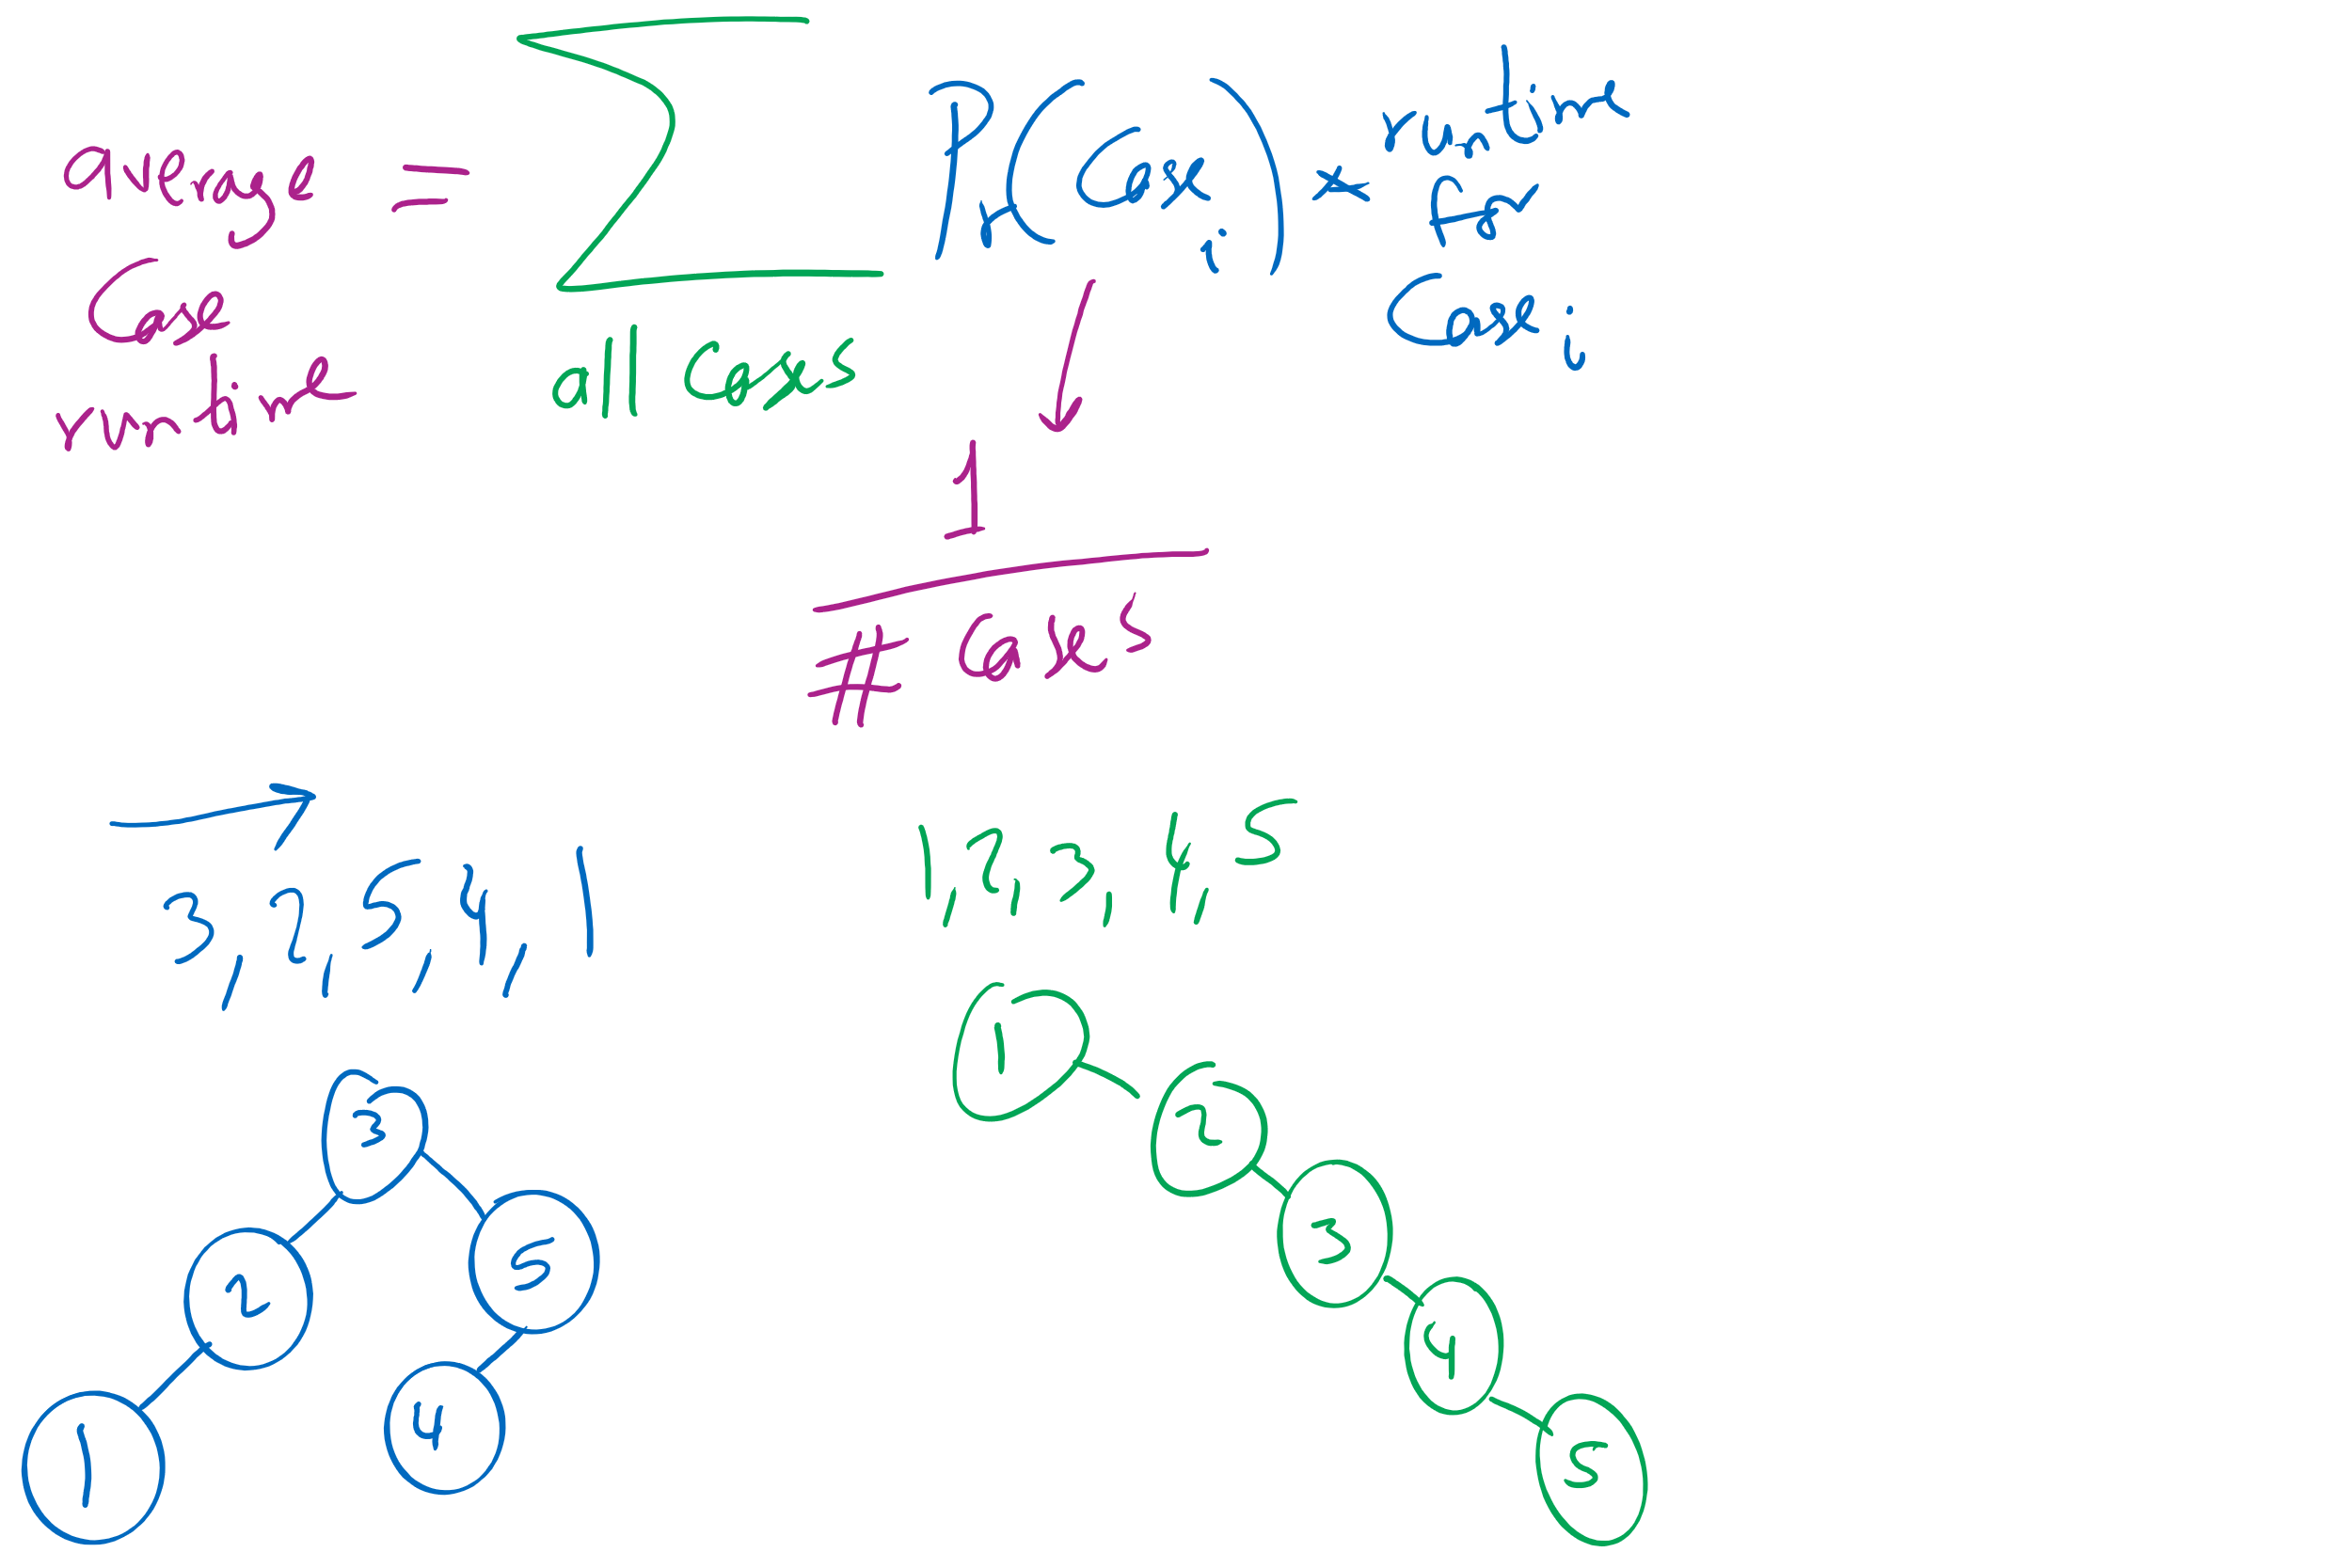 average = Σ Pr(Case i) * runtime for Case i
Case
runtime
all Cases
1
# Cases
3, 2, 5, 4, 1
1, 2, 3, 4, 5
3
2
5
1
4
1
2
3
4
5